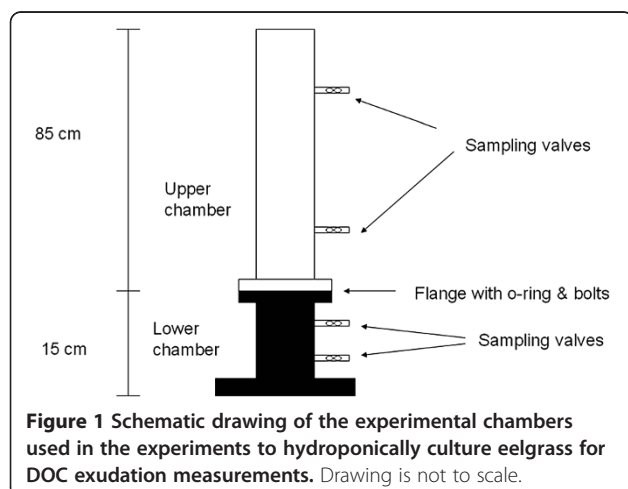 85 cm
Sampling valves
Upper
chamber
Flange with o-ring & bolts
Lower
chamber
15 cm
Sampling valves
Figure 1 Schematic drawing of the experimental chambers
used in the experiments to hydroponically culture eelgrass for
DOC exudation measurements. Drawing is not to scale.